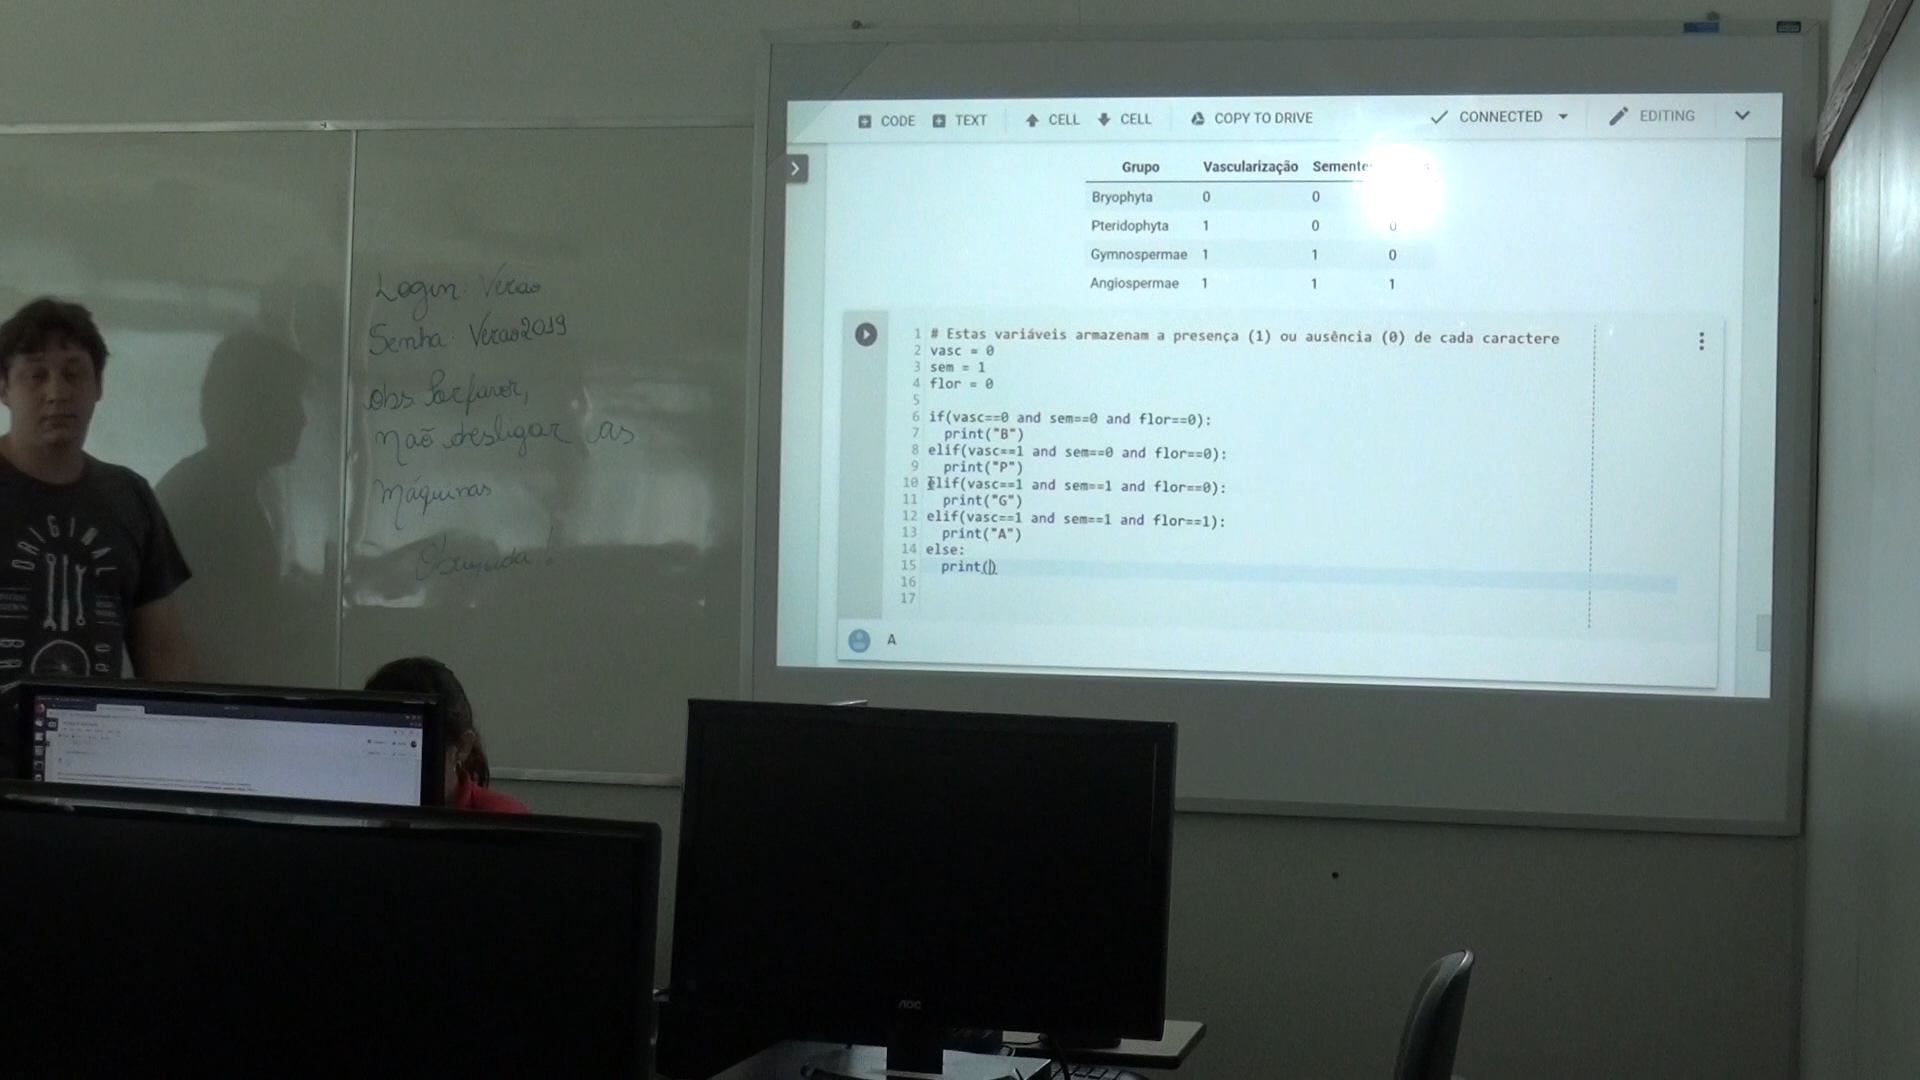 CODE TEXT CELL CELL COPY TO DRIVE CONNECTED EDITING
Grupo Vascularização
Bryophyta 0 0
Pteridophyta 1 0 0
Gymnospermae 1 1 0
Angiospermae 1 1 1
1 # Estas variáveis armazenam a presença (1) ou ausência (0) de cada caractere
2 vasc = 0
3 sem = 1
4 flor = 0
5
6 if(vasc==0 and sem==0 and flor==0):
7 print("B")
8 elif(vasc==1 and sem==0 and flor==0):
9 print("P")
10 elif(vasc==1 and sem==1 and flor==0):
11 print("G")
12 elif(vasc==1 and sem==1 and flor==1):
13 print("A")
14 else:
15 print()
16
17
A
Login: Verao
Senha: Verao2019
obs Por favor,
não desligar as
máquinas
Obrigada!
ORIGINAL
AOC